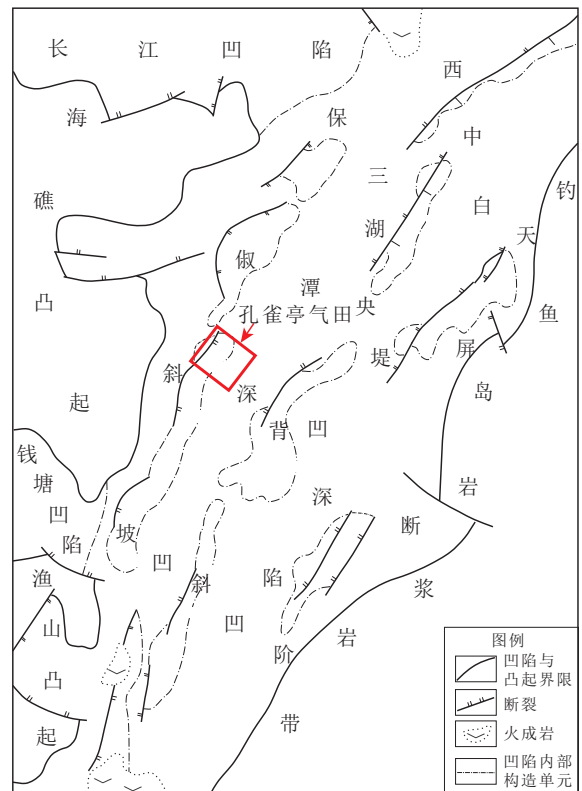 长江凹陷
海礁凸起
钱塘凹陷
渔山凸起
保俶斜坡
三潭深凹
西湖凹陷
中央背斜
白堤深凹
天屏断阶
钓鱼岛岩浆岩带
孔雀亭气田
图例
凹陷与
凸起界限
断裂
火成岩
凹陷内部
构造单元